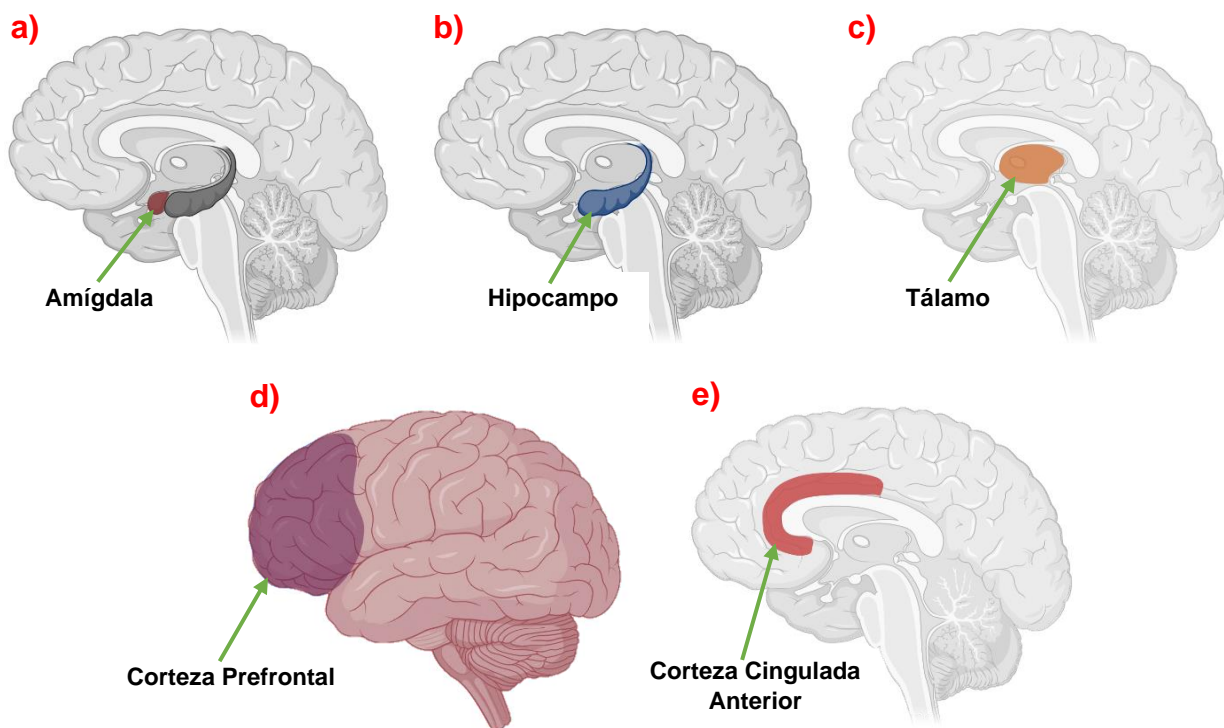 a)
b)
c)
Amígdala
Hipocampo
Tálamo
d)
e)
Corteza Prefrontal
Corteza Cingulada
Anterior